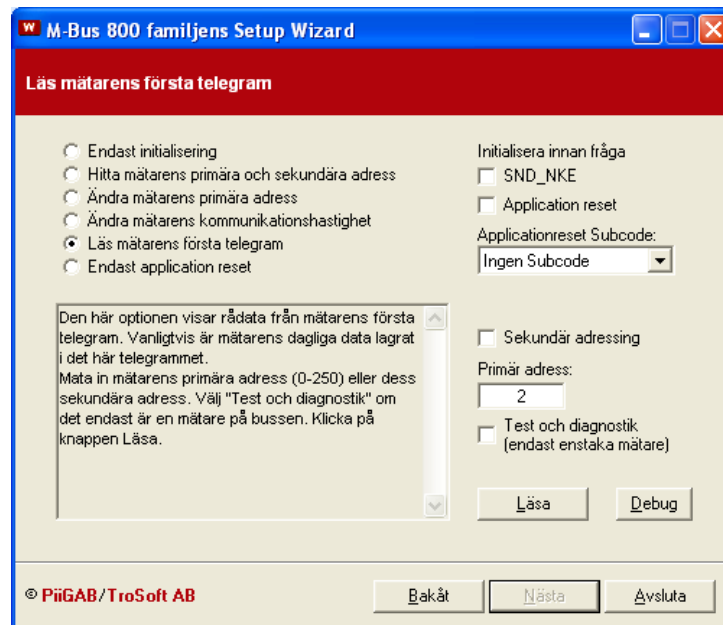 M-Bus 800 familjens Setup Wizard
Läs mätarens första telegram
Endast initialisering
Hitta mätarens primära och sekundära adress
Ändra mätarens primära adress
Ändra mätarens kommunikationshastighet
Läs mätarens första telegram
Endast application reset
Initialisera innan fråga
SND_NKE
Application reset
Applicationreset Subcode:
Ingen Subcode
Den här optionen visar rådata från mätarens första
telegram. Vanligtvis är mätarens dagliga data lagrat
i det här telegrammet.
Mata in mätarens primära adress (0-250) eller dess
sekundära adress. Välj "Test och diagnostik" om
det endast är en mätare på bussen. Klicka på
knappen Läsa.
Sekundär adressing
Primär adress:
2
Test och diagnostik
(endast enstaka mätare)
Läsa
Debug
© PiiGAB/TroSoft AB
Bakåt
Nästa
Avsluta